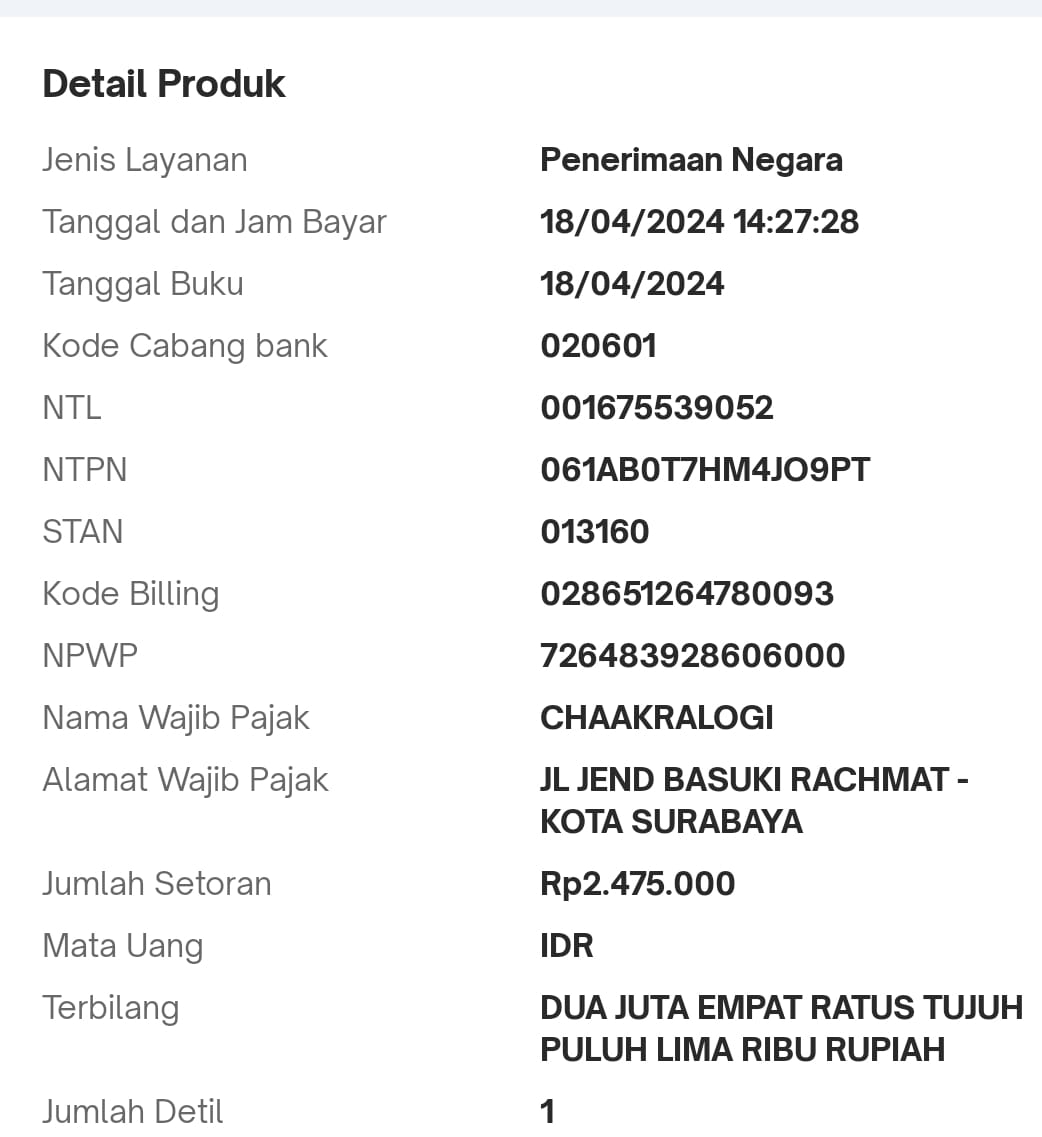 Detail Produk
Jenis Layanan Penerimaan Negara
Tanggal dan Jam Bayar 18/04/2024 14:27:28
Tanggal Buku 18/04/2024
Kode Cabang bank 020601
NTL 001675539052
NTPN 061AB0T7HM4JO9PT
STAN 013160
Kode Billing 028651264780093
NPWP 726483928606000
Nama Wajib Pajak CHAAKRALOGI
Alamat Wajib Pajak JL JEND BASUKI RACHMAT -
KOTA SURABAYA
Jumlah Setoran Rp2.475.000
Mata Uang IDR
Terbilang DUA JUTA EMPAT RATUS TUJUH
PULUH LIMA RIBU RUPIAH
Jumlah Detil 1